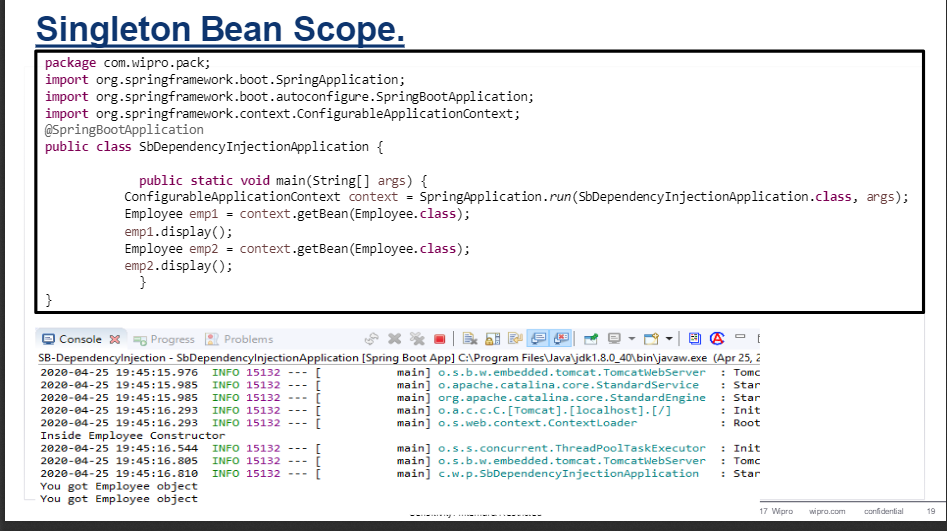 Singleton Bean Scope.
package com.wipro.pack;
import org.springframework.boot.SpringApplication;
import org.springframework.boot.autoconfigure.SpringBootApplication;
import org.springframework.context.ConfigurableApplicationContext;
@SpringBootApplication
public class SbDependencyInjectionApplication {
public static void main(String[] args) {
ConfigurableApplicationContext context = SpringApplication.run(SbDependencyInjectionApplication.class, args);
Employee emp1 = context.getBean(Employee.class);
emp1.display();
Employee emp2 = context.getBean(Employee.class);
emp2.display();
}
}
Console Progress Problems
SB-DependencyInjection - SbDependencyInjectionApplication [Spring Boot App] C:\Program Files\Java\jdk1.8.0_40\bin\javaw.exe (Apr 25, 2
2020-04-25 19:45:15.976 INFO 15132 --- [ main] o.s.b.w.embedded.tomcat.TomcatWebServer : Tomc
2020-04-25 19:45:15.985 INFO 15132 --- [ main] o.apache.catalina.core.StandardService : Star
2020-04-25 19:45:15.985 INFO 15132 --- [ main] org.apache.catalina.core.StandardEngine : Star
2020-04-25 19:45:16.293 INFO 15132 --- [ main] o.a.c.c.C.[Tomcat].[localhost].[/] : Init
2020-04-25 19:45:16.293 INFO 15132 --- [ main] o.s.web.context.ContextLoader : Root
Inside Employee Constructor
2020-04-25 19:45:16.544 INFO 15132 --- [ main] o.s.s.concurrent.ThreadPoolTaskExecutor : Init
2020-04-25 19:45:16.805 INFO 15132 --- [ main] o.s.b.w.embedded.tomcat.TomcatWebServer : Tomc
2020-04-25 19:45:16.810 INFO 15132 --- [ main] c.w.p.SbDependencyInjectionApplication : Star
You got Employee object
You got Employee object
17 Wipro wipro.com confidential 19